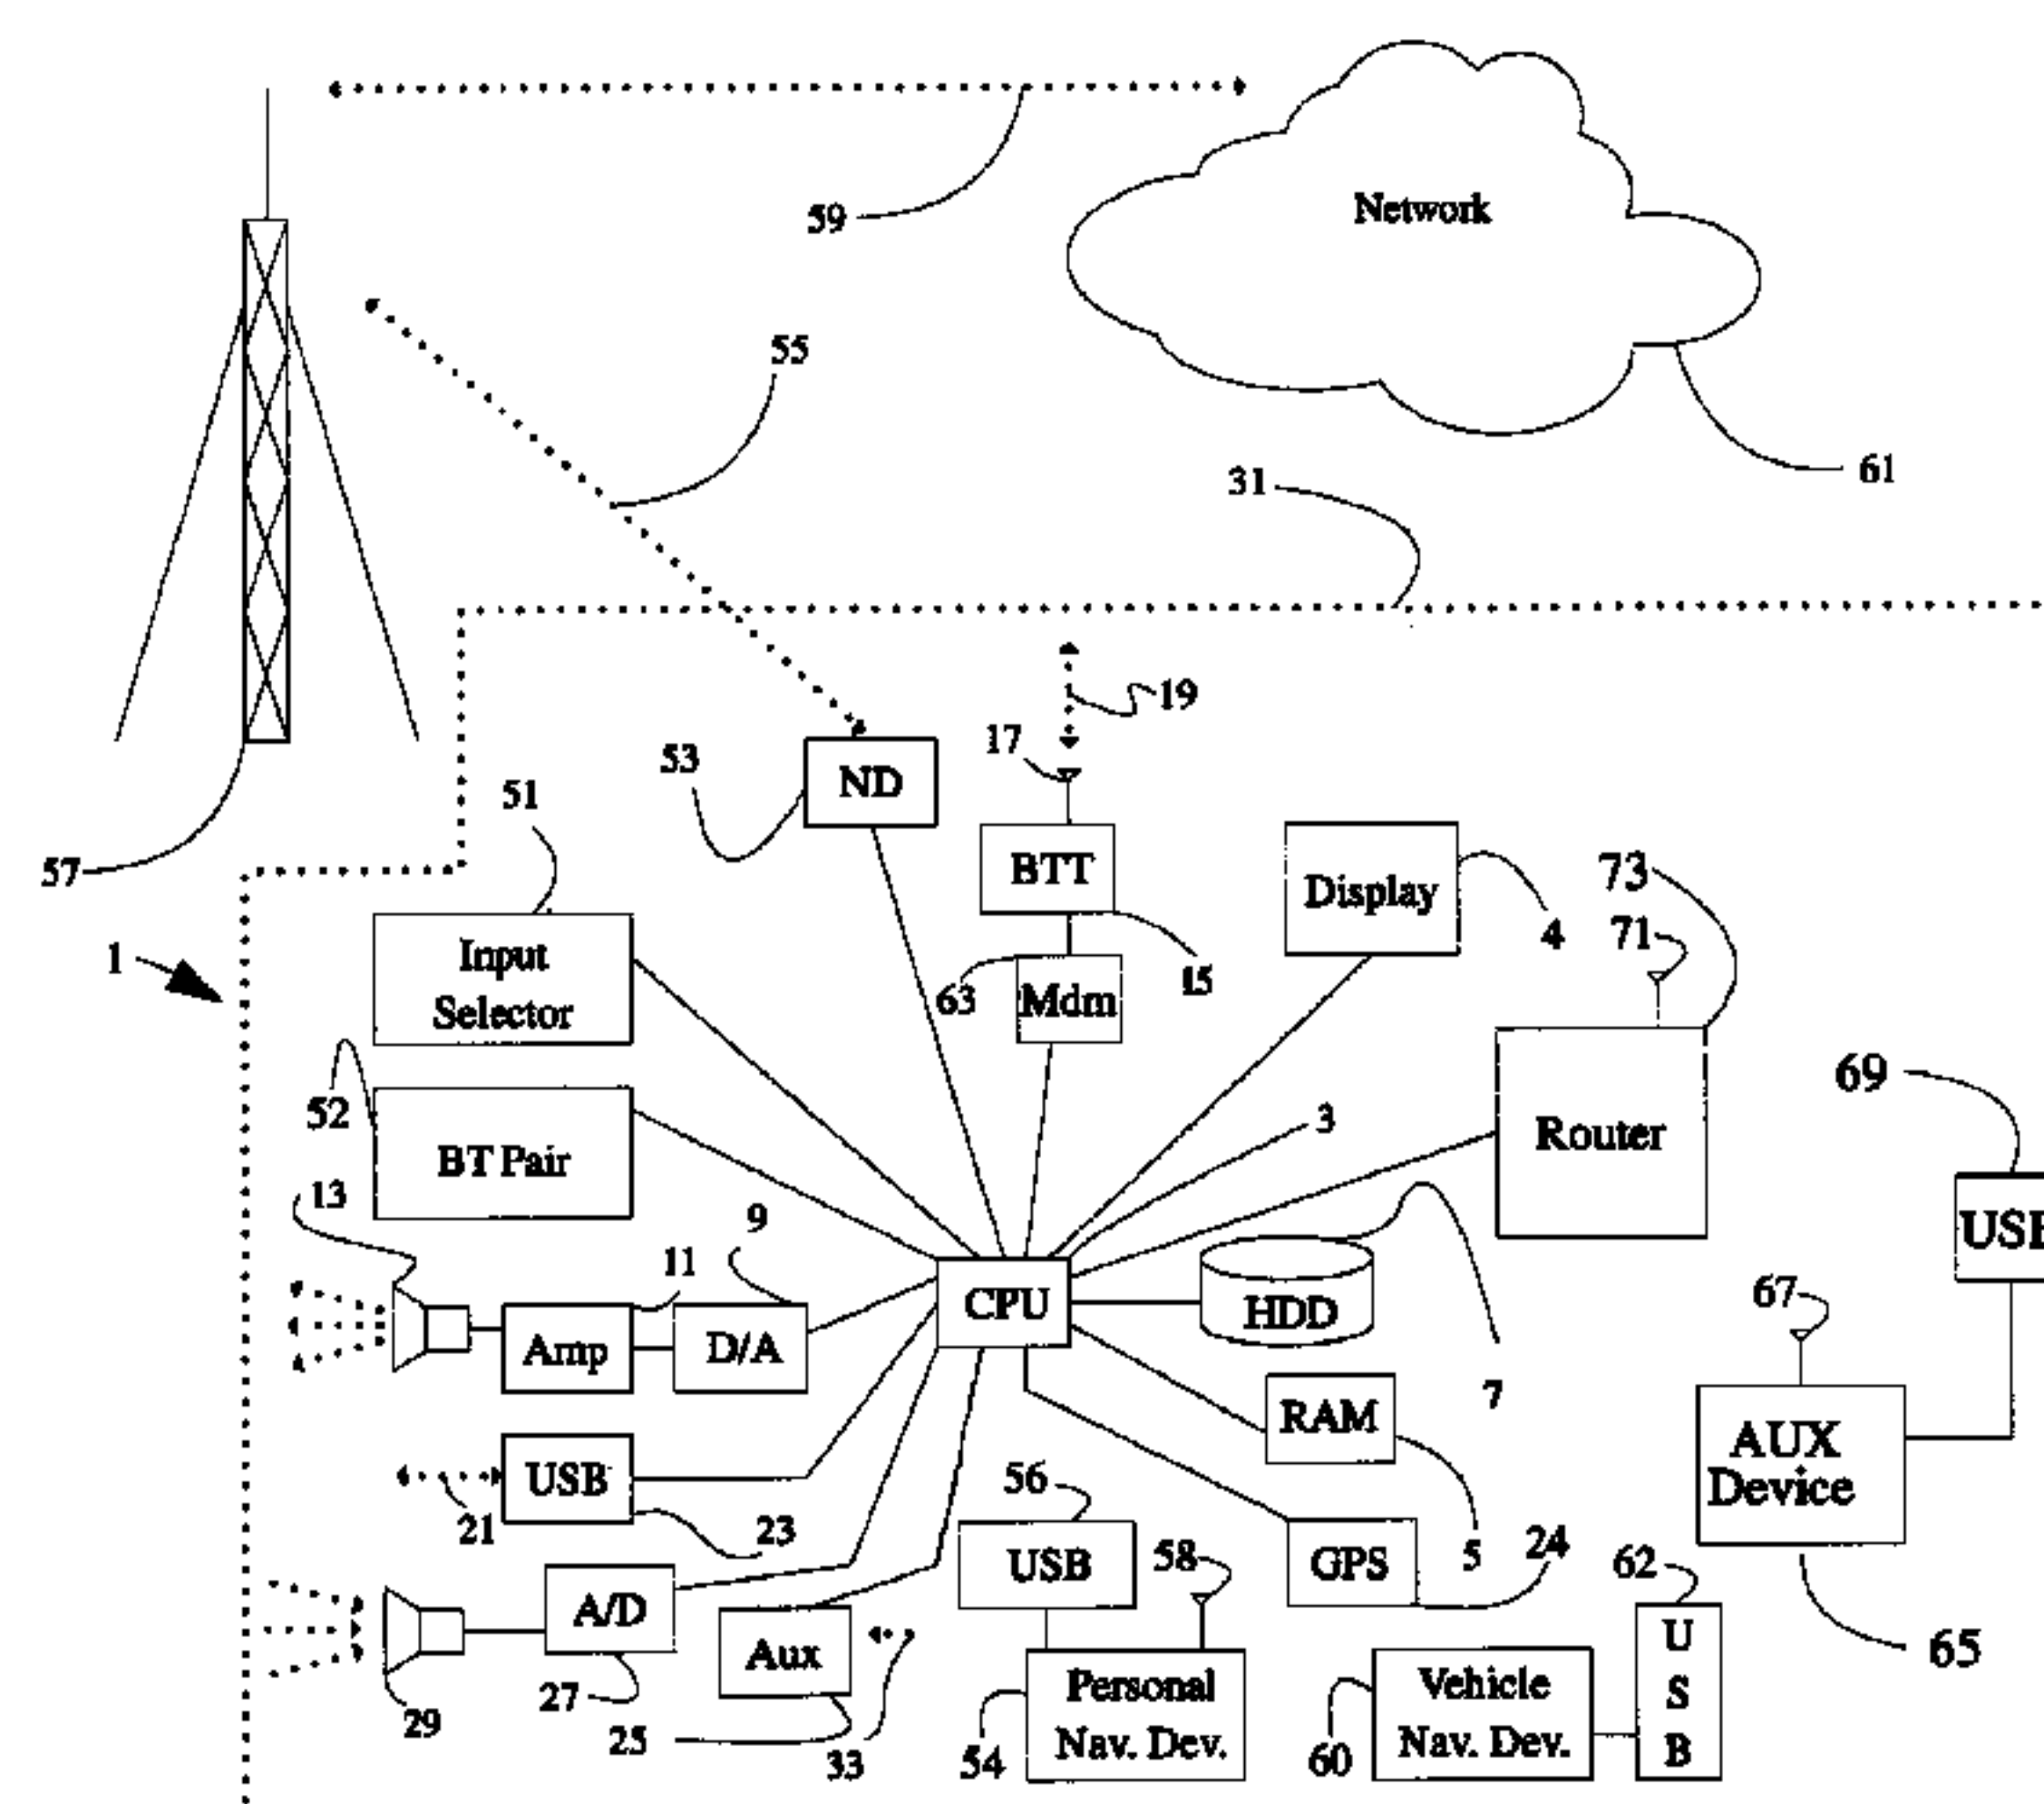 Network
59
55
31
61
19
17
53
ND
51
57
BTT
Display
73
4
71
1
Input
Selector
63
Mdm
15
69
52
BT Pair
3
Router
13
9
USB
11
CPU
HDD
67
Amp
D/A
7
RAM
AUX
Device
USB
56
21
23
5
24
USB
58
GPS
62
65
A/D
Aux
27
29
25
33
54
Personal
Nav. Dev.
60
Vehicle
Nav. Dev.
U
S
B